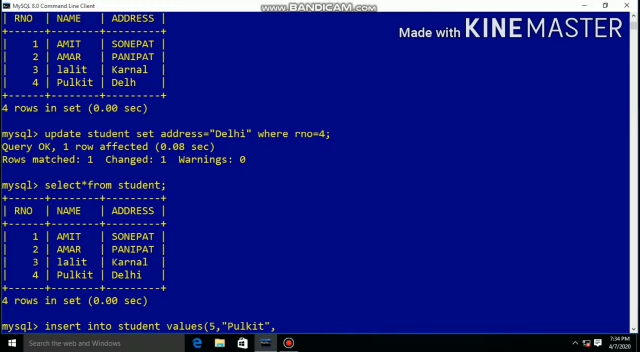 MySQL 8.0 Command Line Client
www.BANDICAM.com
Made with KINEMASTER
| RNO | NAME | ADDRESS |
+------+--------+---------+
| 1 | AMIT | SONEPAT |
| 2 | AMAR | PANIPAT |
| 3 | lalit | Karnal |
| 4 | Pulkit | Delh |
+------+--------+---------+
4 rows in set (0.00 sec)
mysql> update student set address="Delhi" where rno=4;
Query OK, 1 row affected (0.08 sec)
Rows matched: 1 Changed: 1 Warnings: 0
mysql> select*from student;
+------+--------+---------+
| RNO | NAME | ADDRESS |
+------+--------+---------+
| 1 | AMIT | SONEPAT |
| 2 | AMAR | PANIPAT |
| 3 | lalit | Karnal |
| 4 | Pulkit | Delhi |
+------+--------+---------+
4 rows in set (0.00 sec)
mysql> insert into student values(5,"Pulkit",
Search the web and Windows
7:34 PM
4/7/2020